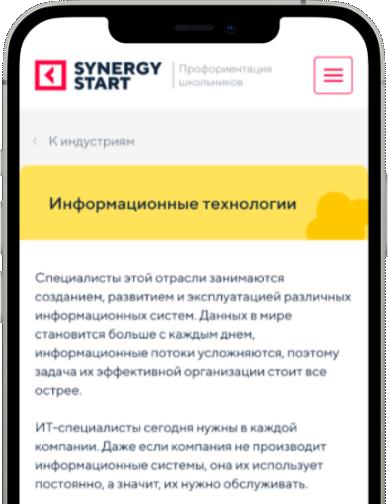 SYNERGY
START
Профориентация
школьников
К индустриям
Информационные технологии
Специалисты этой отрасли занимаются
созданием, развитием и эксплуатацией различных
информационных систем. Данных в мире
становится больше с каждым днем,
информационные потоки усложняются, поэтому
задача их эффективной организации стоит все
острее.
ИТ-специалисты сегодня нужны в каждой
компании. Даже если компания не производит
информационные системы, она их использует
постоянно, а значит, их нужно обслуживать.